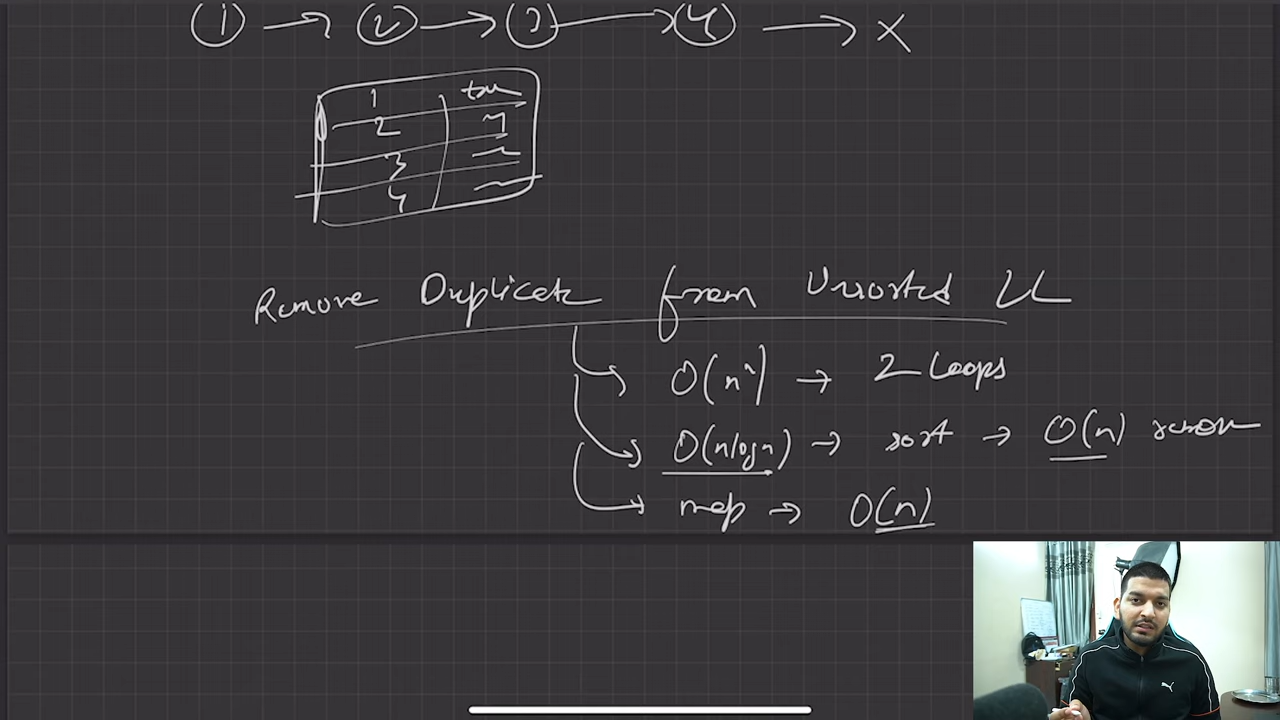 1 → 2 → 3 → 4 → X
1
2
3
4
Remove Duplicate from Unsorted LL
O(n²) → 2 Loops
O(nlogn) → sort → O(n)
map → O(n)